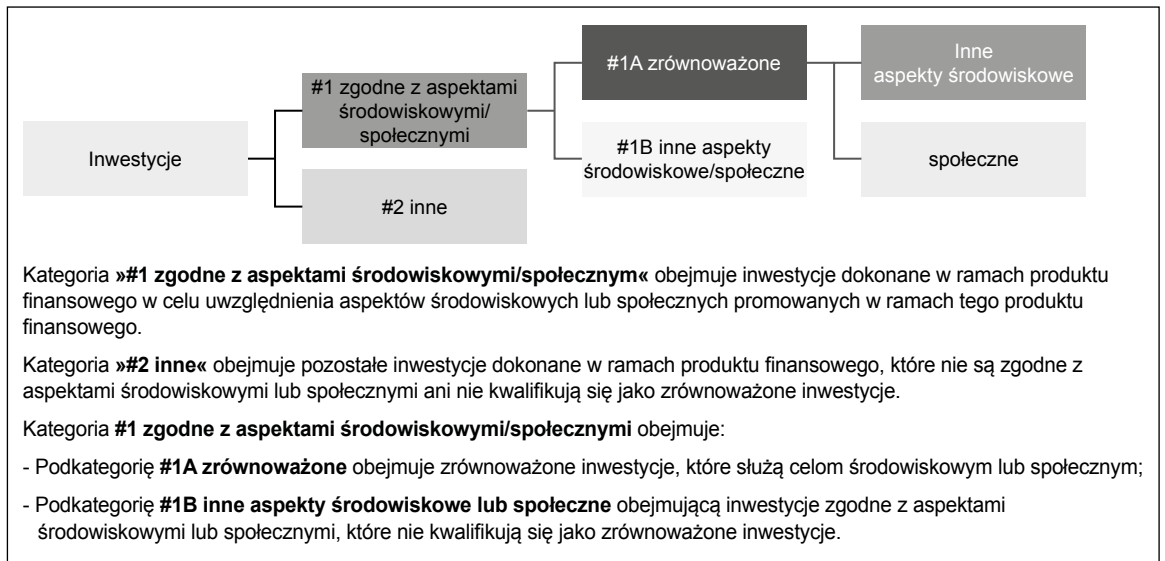 Inwestycje
#1 zgodne z aspektami
środowiskowymi/
społecznymi
#2 inne
#1A zrównoważone
#1B inne aspekty
środowiskowe/społeczne
Inne
aspekty środowiskowe
społeczne
Kategoria »#1 zgodne z aspektami środowiskowymi/społecznym« obejmuje inwestycje dokonane w ramach produktu
finansowego w celu uwzględnienia aspektów środowiskowych lub społecznych promowanych w ramach tego produktu
finansowego.
Kategoria »#2 inne« obejmuje pozostałe inwestycje dokonane w ramach produktu finansowego, które nie są zgodne z
aspektami środowiskowymi lub społecznymi ani nie kwalifikują się jako zrównoważone inwestycje.
Kategoria #1 zgodne z aspektami środowiskowymi/społecznymi obejmuje:
- Podkategorię #1A zrównoważone obejmuje zrównoważone inwestycje, które służą celom środowiskowym lub społecznym;
- Podkategorię #1B inne aspekty środowiskowe lub społeczne obejmującą inwestycje zgodne z aspektami
środowiskowymi lub społecznymi, które nie kwalifikują się jako zrównoważone inwestycje.